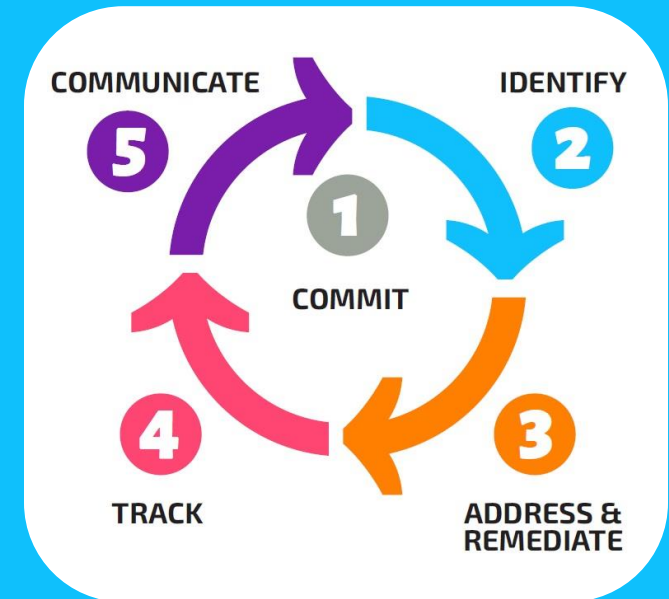 COMMUNICATE
5
IDENTIFY
2
1
COMMIT
4
TRACK
3
ADDRESS &
REMEDIATE